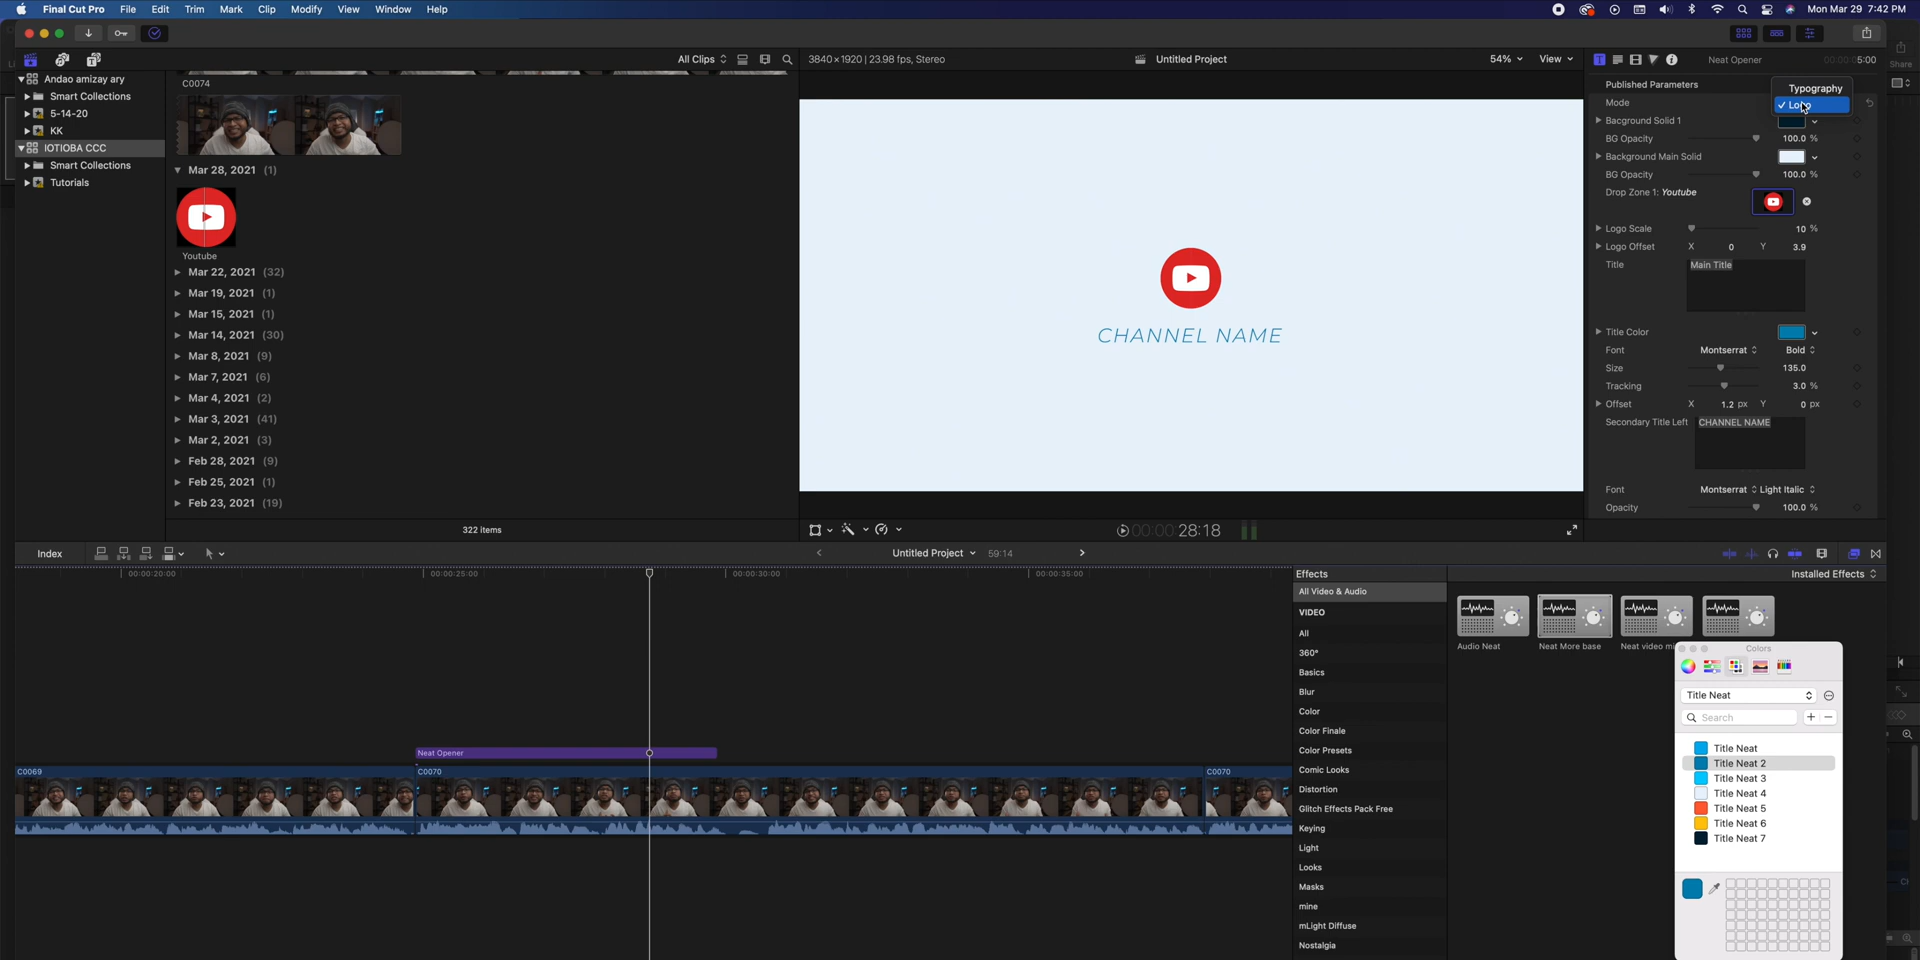 Final Cut Pro File Edit Trim Mark Clip Modify View Window Help Mon Mar 29 7:42 PM
All Clips
3840×1920 | 23.98 fps, Stereo
Untitled Project
54%
View
Neat Opener
5:00
Share
Andao amizay ary
Smart Collections
5-14-20
KK
IOTIOBA CCC
Smart Collections
Tutorials
C0074
Mar 28, 2021 (1)
Youtube
Mar 22, 2021 (32)
Mar 19, 2021 (1)
Mar 15, 2021 (1)
Mar 14, 2021 (30)
Mar 8, 2021 (9)
Mar 7, 2021 (6)
Mar 4, 2021 (2)
Mar 3, 2021 (41)
Mar 2, 2021 (3)
Feb 28, 2021 (9)
Feb 25, 2021 (1)
Feb 23, 2021 (19)
322 items
CHANNEL NAME
00:00:28:18
Published Parameters
Typography
Mode
✓ Logo
Bacground Solid 1
BG Opacity 100.0 %
Background Main Solid
BG Opacity 100.0 %
Drop Zone 1: Youtube
Logo Scale 10 %
Logo Offset X 0 Y 3.9
Title Main Title
Title Color
Font Montserrat Bold
Size 135.0
Tracking 3.0 %
Offset X 1.2 px Y 0 px
Secondary Title Left CHANNEL NAME
Font Montserrat Light Italic
Opacity 100.0 %
Index
Untitled Project 59:14
00:00:20:00
00:00:25:00
00:00:30:00
00:00:35:00
Neat Opener
C0069
C0070
C0070
Effects
Installed Effects
All Video & Audio
VIDEO
All
360°
Basics
Blur
Color
Color Finale
Color Presets
Comic Looks
Distortion
Glitch Effects Pack Free
Keying
Light
Looks
Masks
mine
mLight Diffuse
Nostalgia
Audio Neat
Neat More base
Neat video mi
Colors
Title Neat
Search
Title Neat
Title Neat 2
Title Neat 3
Title Neat 4
Title Neat 5
Title Neat 6
Title Neat 7